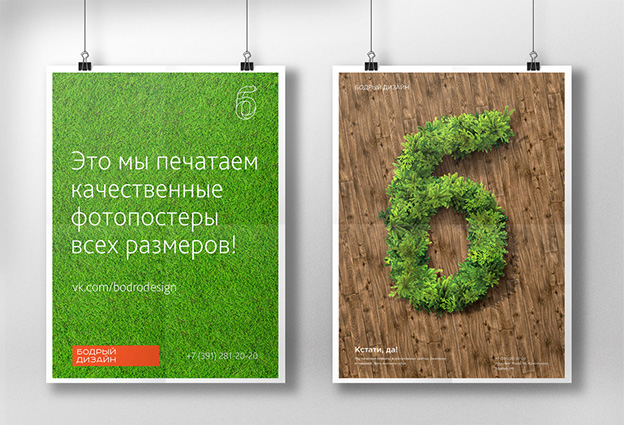 б
Это мы печатаем
качественные
фотопостеры
всех размеров!
vk.com/bodrodesign
БОДРЫЙ
ДИЗАЙН
+7 (391) 281-20-20
БОДРЫЙ ДИЗАЙН
б
Кстати, да!